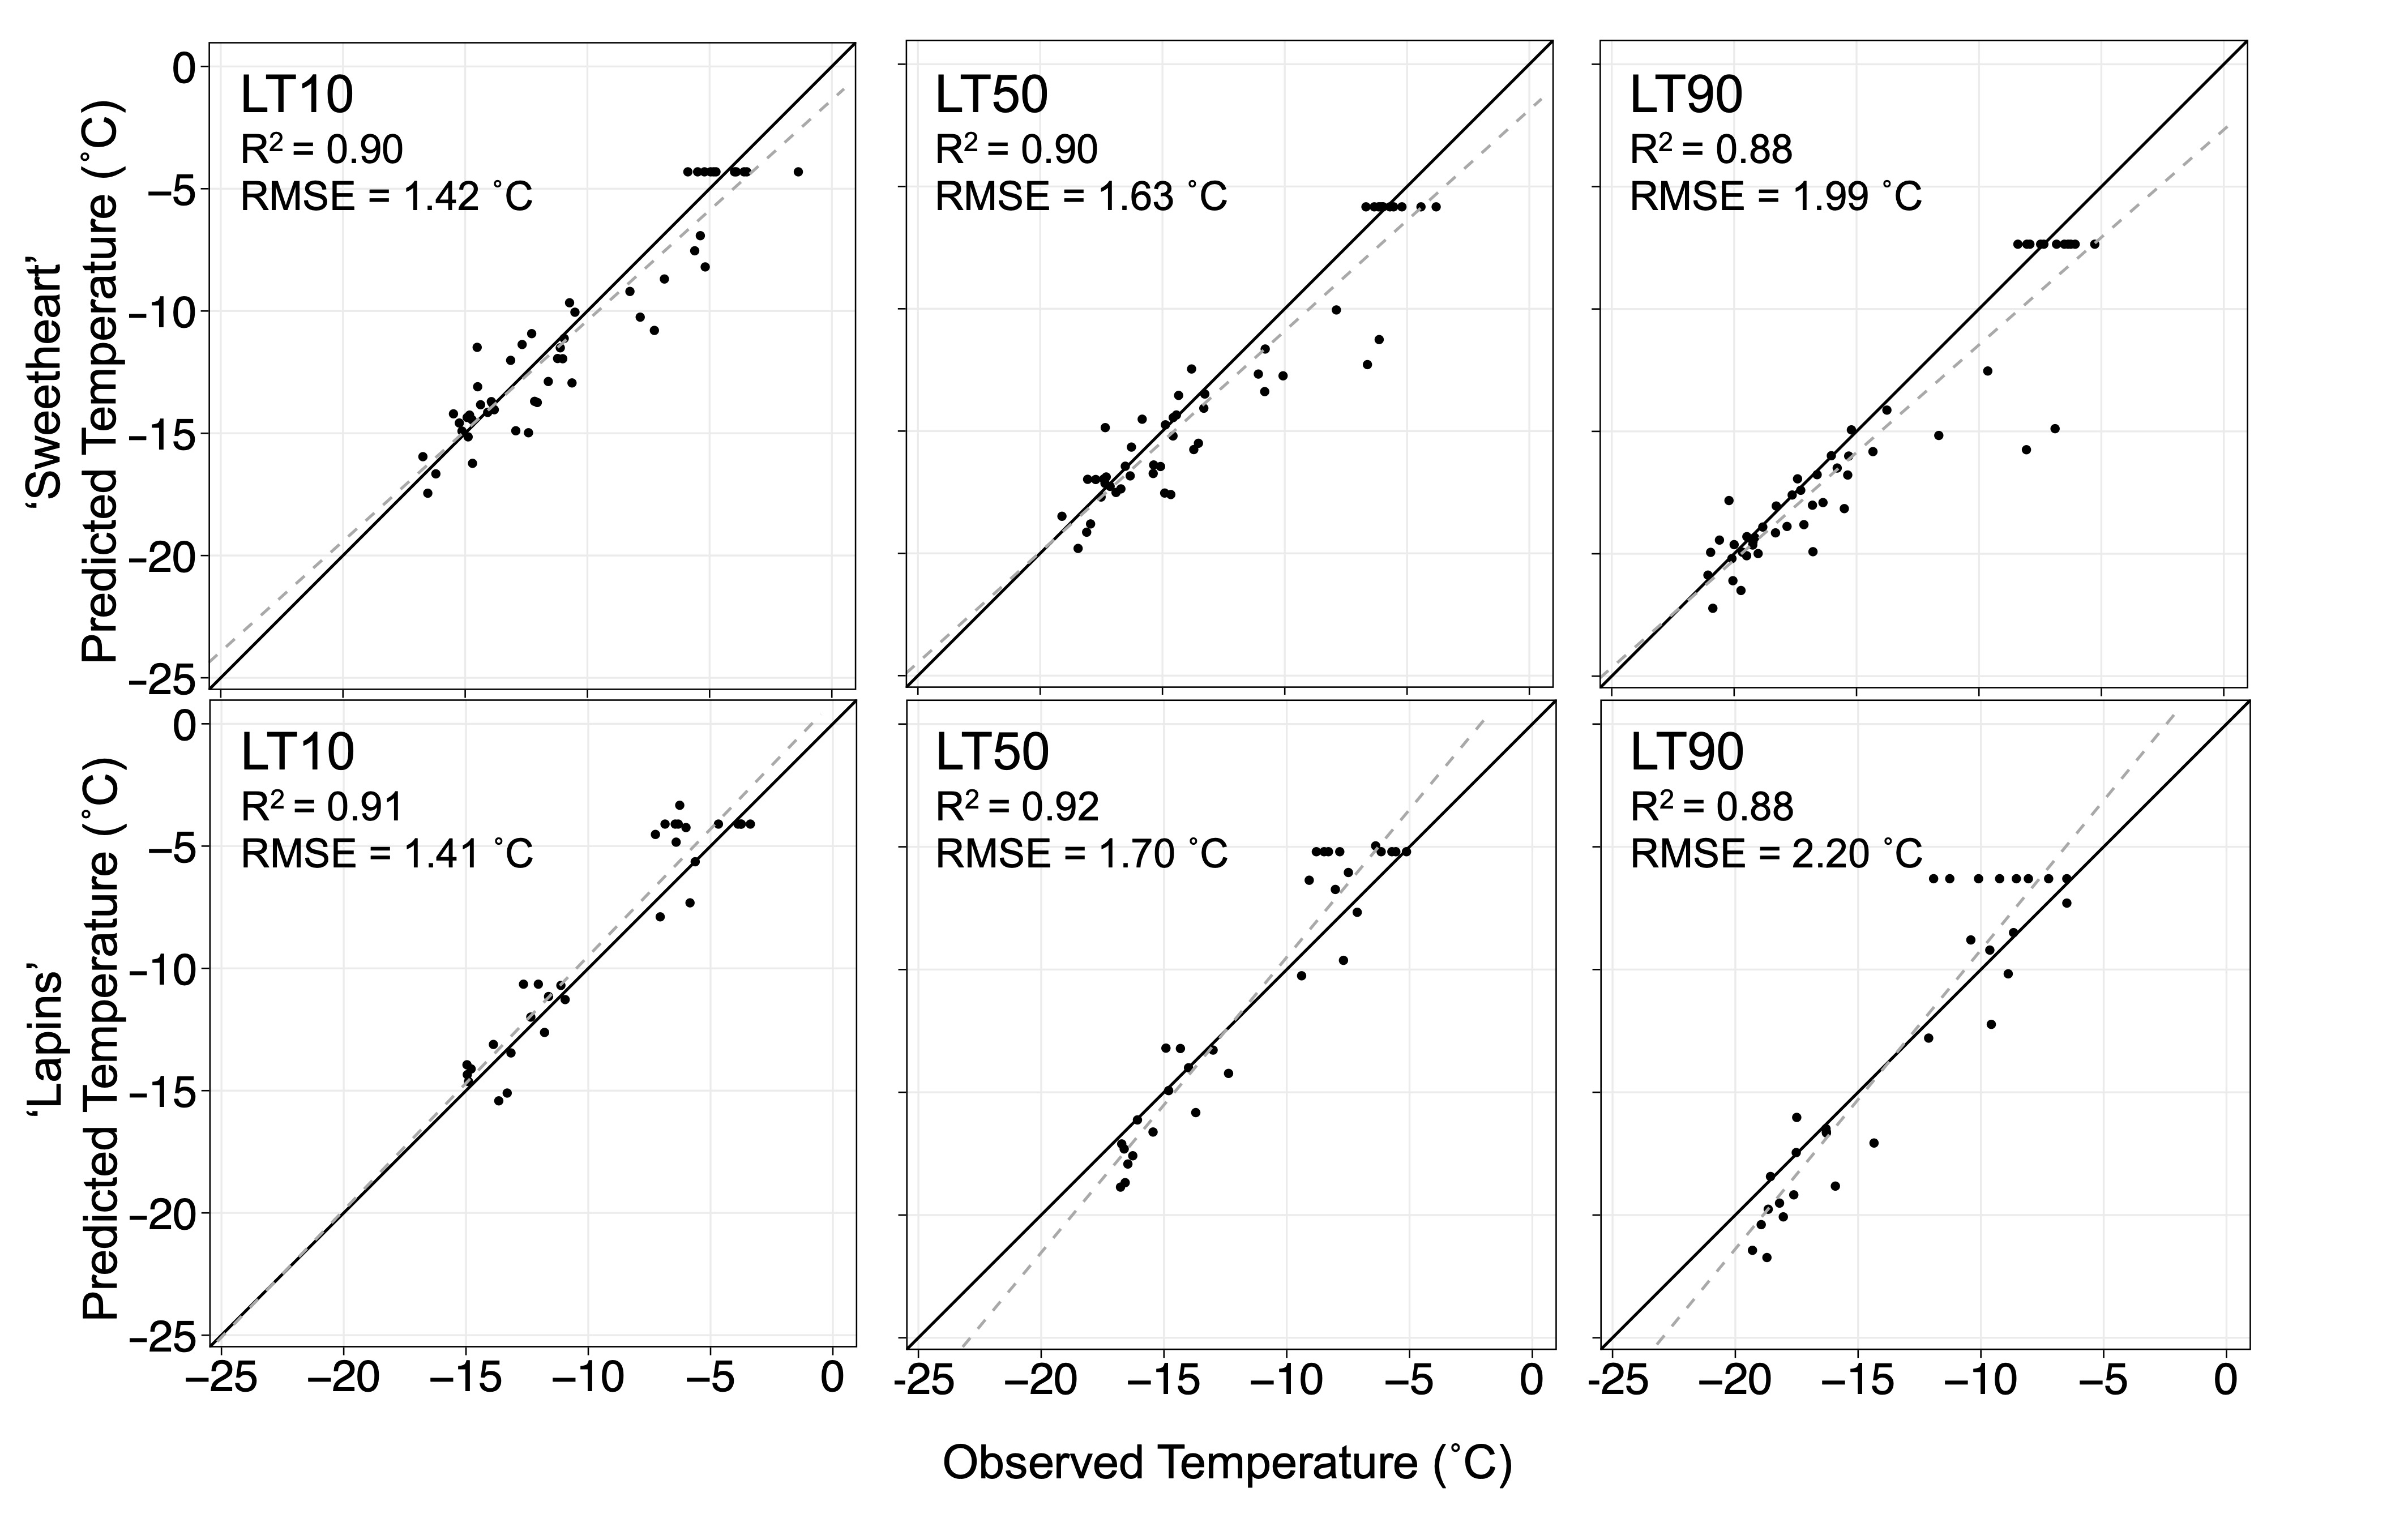 ‘Sweetheart’
Predicted Temperature (˚C)
0
−5
−10
−15
−20
−25
LT10
R² = 0.90
RMSE = 1.42 ˚C
LT50
R² = 0.90
RMSE = 1.63 ˚C
LT90
R² = 0.88
RMSE = 1.99 ˚C
‘Lapins’
Predicted Temperature (˚C)
0
−5
−10
−15
−20
−25
LT10
R² = 0.91
RMSE = 1.41 ˚C
LT50
R² = 0.92
RMSE = 1.70 ˚C
LT90
R² = 0.88
RMSE = 2.20 ˚C
−25 −20 −15 −10 −5 0
-25 −20 −15 −10 −5 0
-25 −20 −15 −10 −5 0
Observed Temperature (˚C)